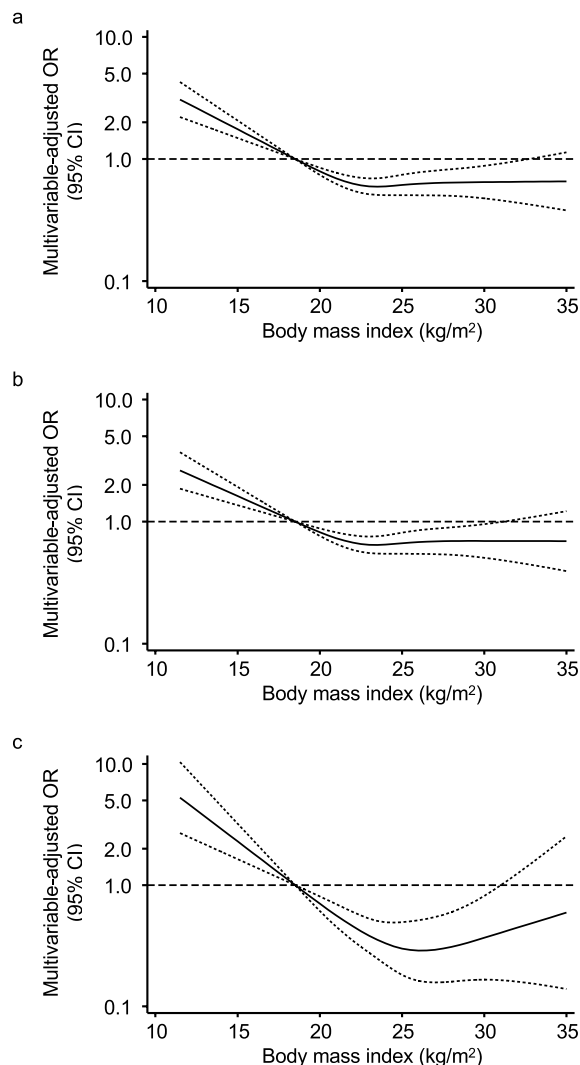 a
Multivariable-adjusted OR
(95% CI)
10.0
5.0
2.0
1.0
0.1
10 15 20 25 30 35
Body mass index (kg/m²)
b
Multivariable-adjusted OR
(95% CI)
10.0
5.0
2.0
1.0
0.1
10 15 20 25 30 35
Body mass index (kg/m²)
c
Multivariable-adjusted OR
(95% CI)
10.0
5.0
2.0
1.0
0.1
10 15 20 25 30 35
Body mass index (kg/m²)